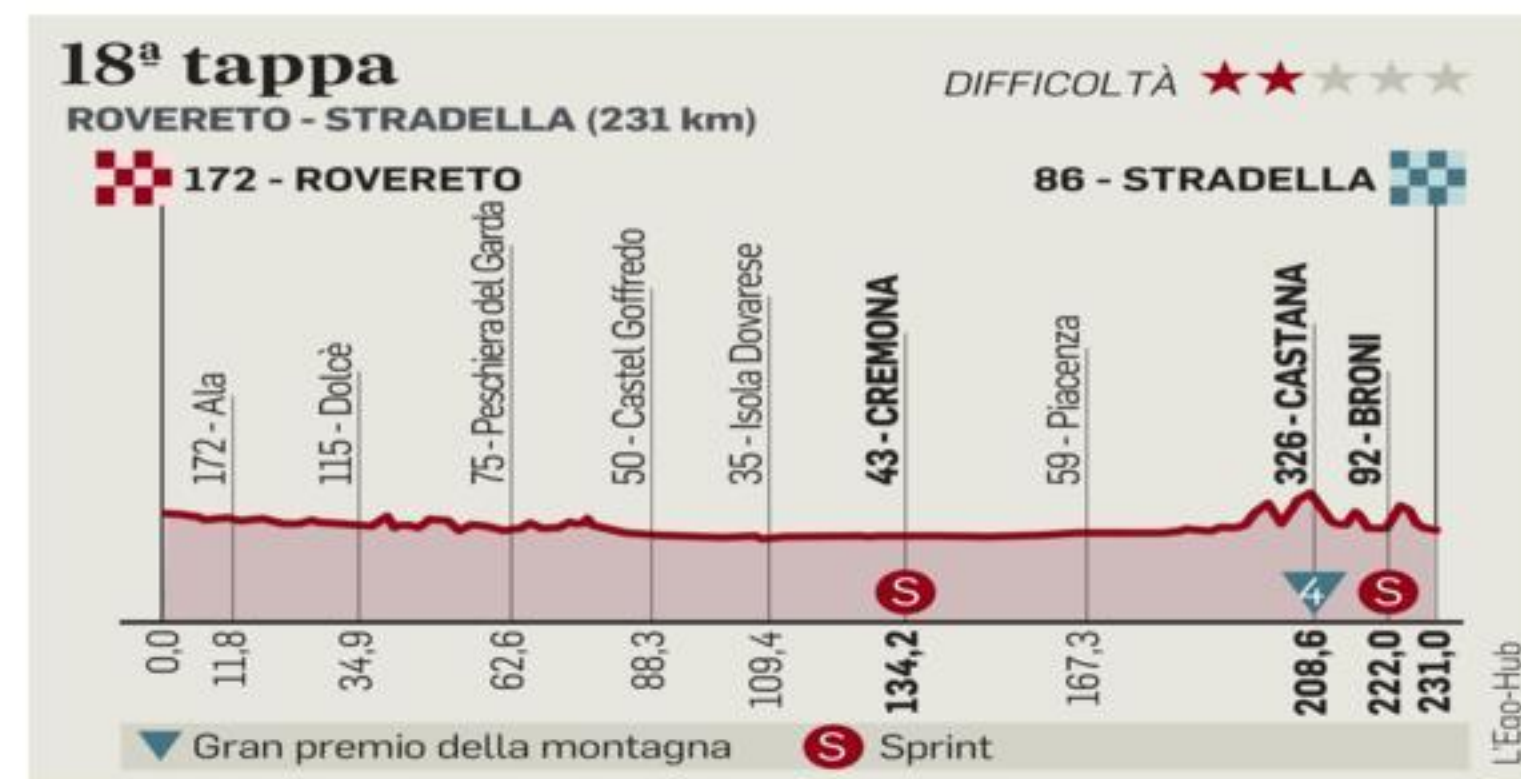 18ª tappa
DIFFICOLTÀ
ROVERETO - STRADELLA (231 km)
172 - ROVERETO
86 - STRADELLA
172 - Ala
115 - Dolcè
75 - Peschiera del Garda
50 - Castel Goffredo
35 - Isola Dovarese
43 - CREMONA
59 - Piacenza
326 - CASTANA
92 - BRONI
S
4
S
0,0
11,8
34,9
62,6
88,3
109,4
134,2
167,3
208,6
222,0
231,0
Gran premio della montagna
S Sprint
L'Ego-Hub